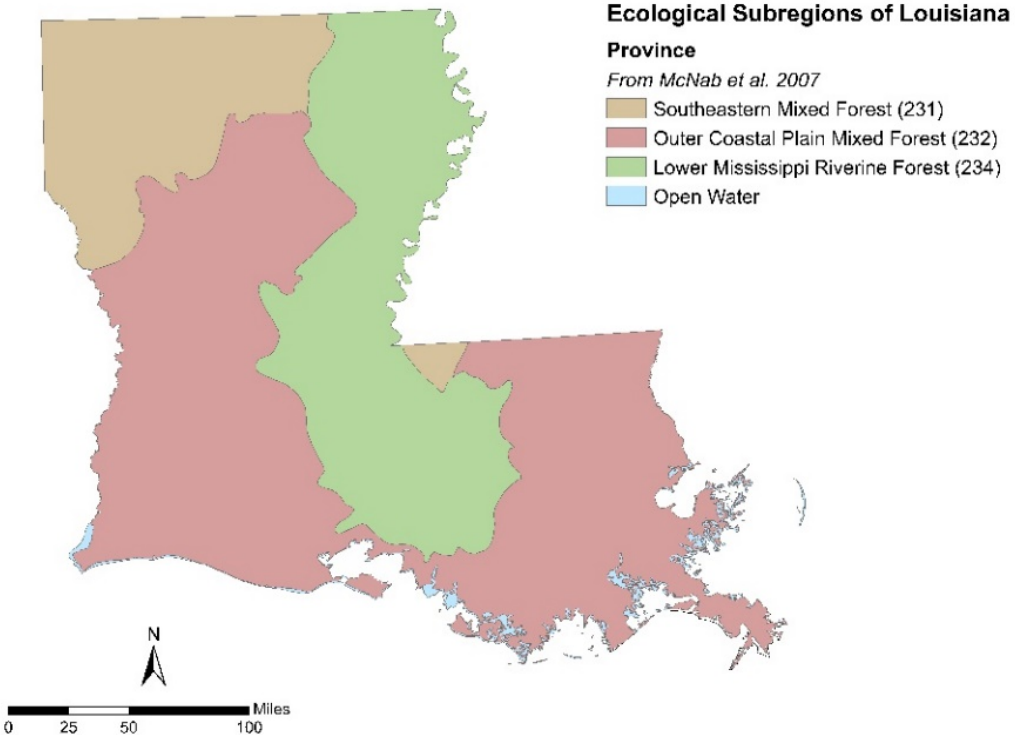 Ecological Subregions of Louisiana
Province
From McNab et al. 2007
Southeastern Mixed Forest (231)
Outer Coastal Plain Mixed Forest (232)
Lower Mississippi Riverine Forest (234)
Open Water
N
Miles
0 25 50 100